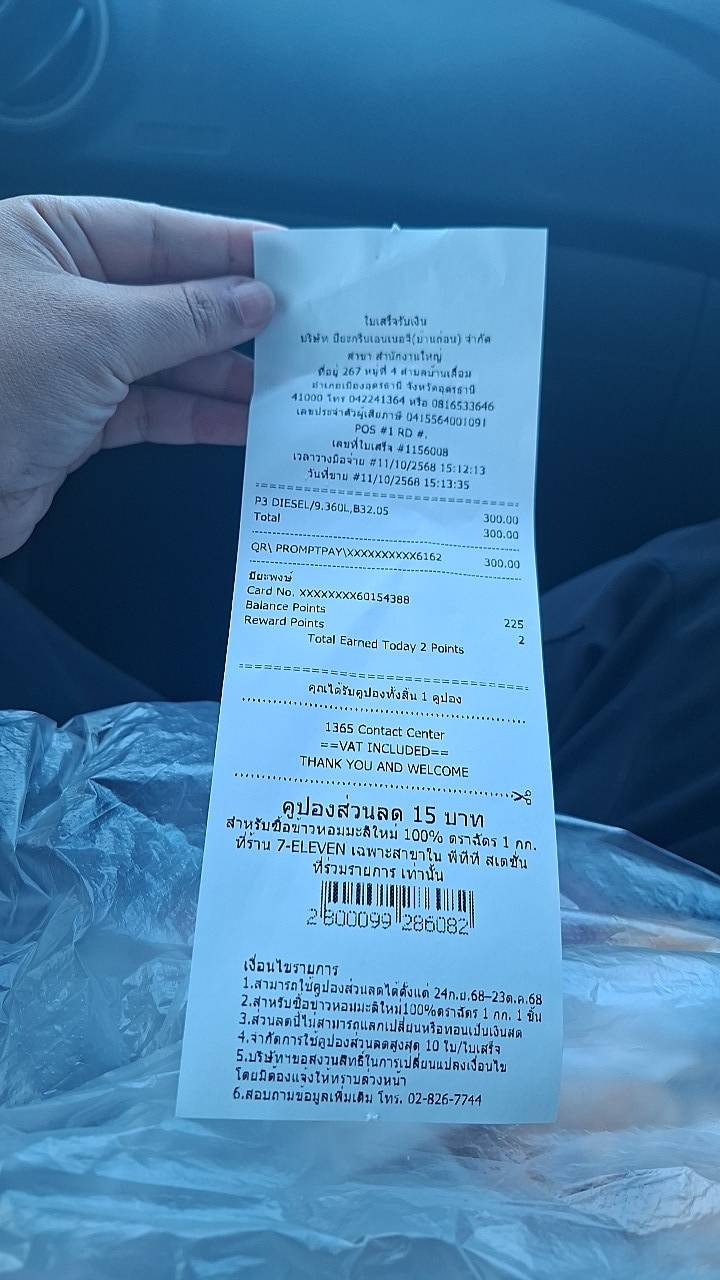 ใบเสร็จรับเงิน
บริษัท ปิยะกรีนเอนเนอจี(บ้านก่อน) จำกัด
สาขา สำนักงานใหญ่
ที่อยู่ 267 หมู่ที่ 4 ตำบลบ้านเลื่อม
อำเภอเมืองอุดรธานี จังหวัดอุดรธานี
41000 โทร 042241364 หรือ 0816533646
เลขประจำตัวผู้เสียภาษี 0415564001091
POS #1 RD #.
เลขที่ใบเสร็จ #1156008
เวลาวางมือจ่าย #11/10/2568 15:12:13
วันที่ขาย #11/10/2568 15:13:35
P3 DIESEL/9.360L,B32.05 300.00
Total 300.00
QR\ PROMPTPAY\XXXXXXXXXX6162 300.00
ปิยะพงษ์
Card No. XXXXXXXX60154388
Balance Points 225
Reward Points 2
Total Earned Today 2 Points
คุณได้รับคูปองทั้งสิ้น 1 คูปอง
1365 Contact Center
==VAT INCLUDED==
THANK YOU AND WELCOME
คูปองส่วนลด 15 บาท
สำหรับซื้อข้าวหอมมะลิใหม่ 100% ตราฉัตร 1 กก.
ที่ร้าน 7-ELEVEN เฉพาะสาขาใน พีทีที สเตชั่น
ที่ร่วมรายการ เท่านั้น
2800099 286082
เงื่อนไขรายการ
1.สามารถใช้คูปองส่วนลดได้ตั้งแต่ 24ก.ย.68-23ต.ค.68
2.สำหรับซื้อข้าวหอมมะลิใหม่100%ตราฉัตร 1 กก. 1 ชิ้น
3.ส่วนลดนี้ไม่สามารถแลกเปลี่ยนหรือทอนเป็นเงินสด
4.จำกัดการใช้คูปองส่วนลดสูงสุด 10 ใบ/ใบเสร็จ
5.บริษัทฯขอสงวนสิทธิ์ในการเปลี่ยนแปลงเงื่อนไข
โดยมิต้องแจ้งให้ทราบล่วงหน้า
6.สอบถามข้อมูลเพิ่มเติม โทร. 02-826-7744